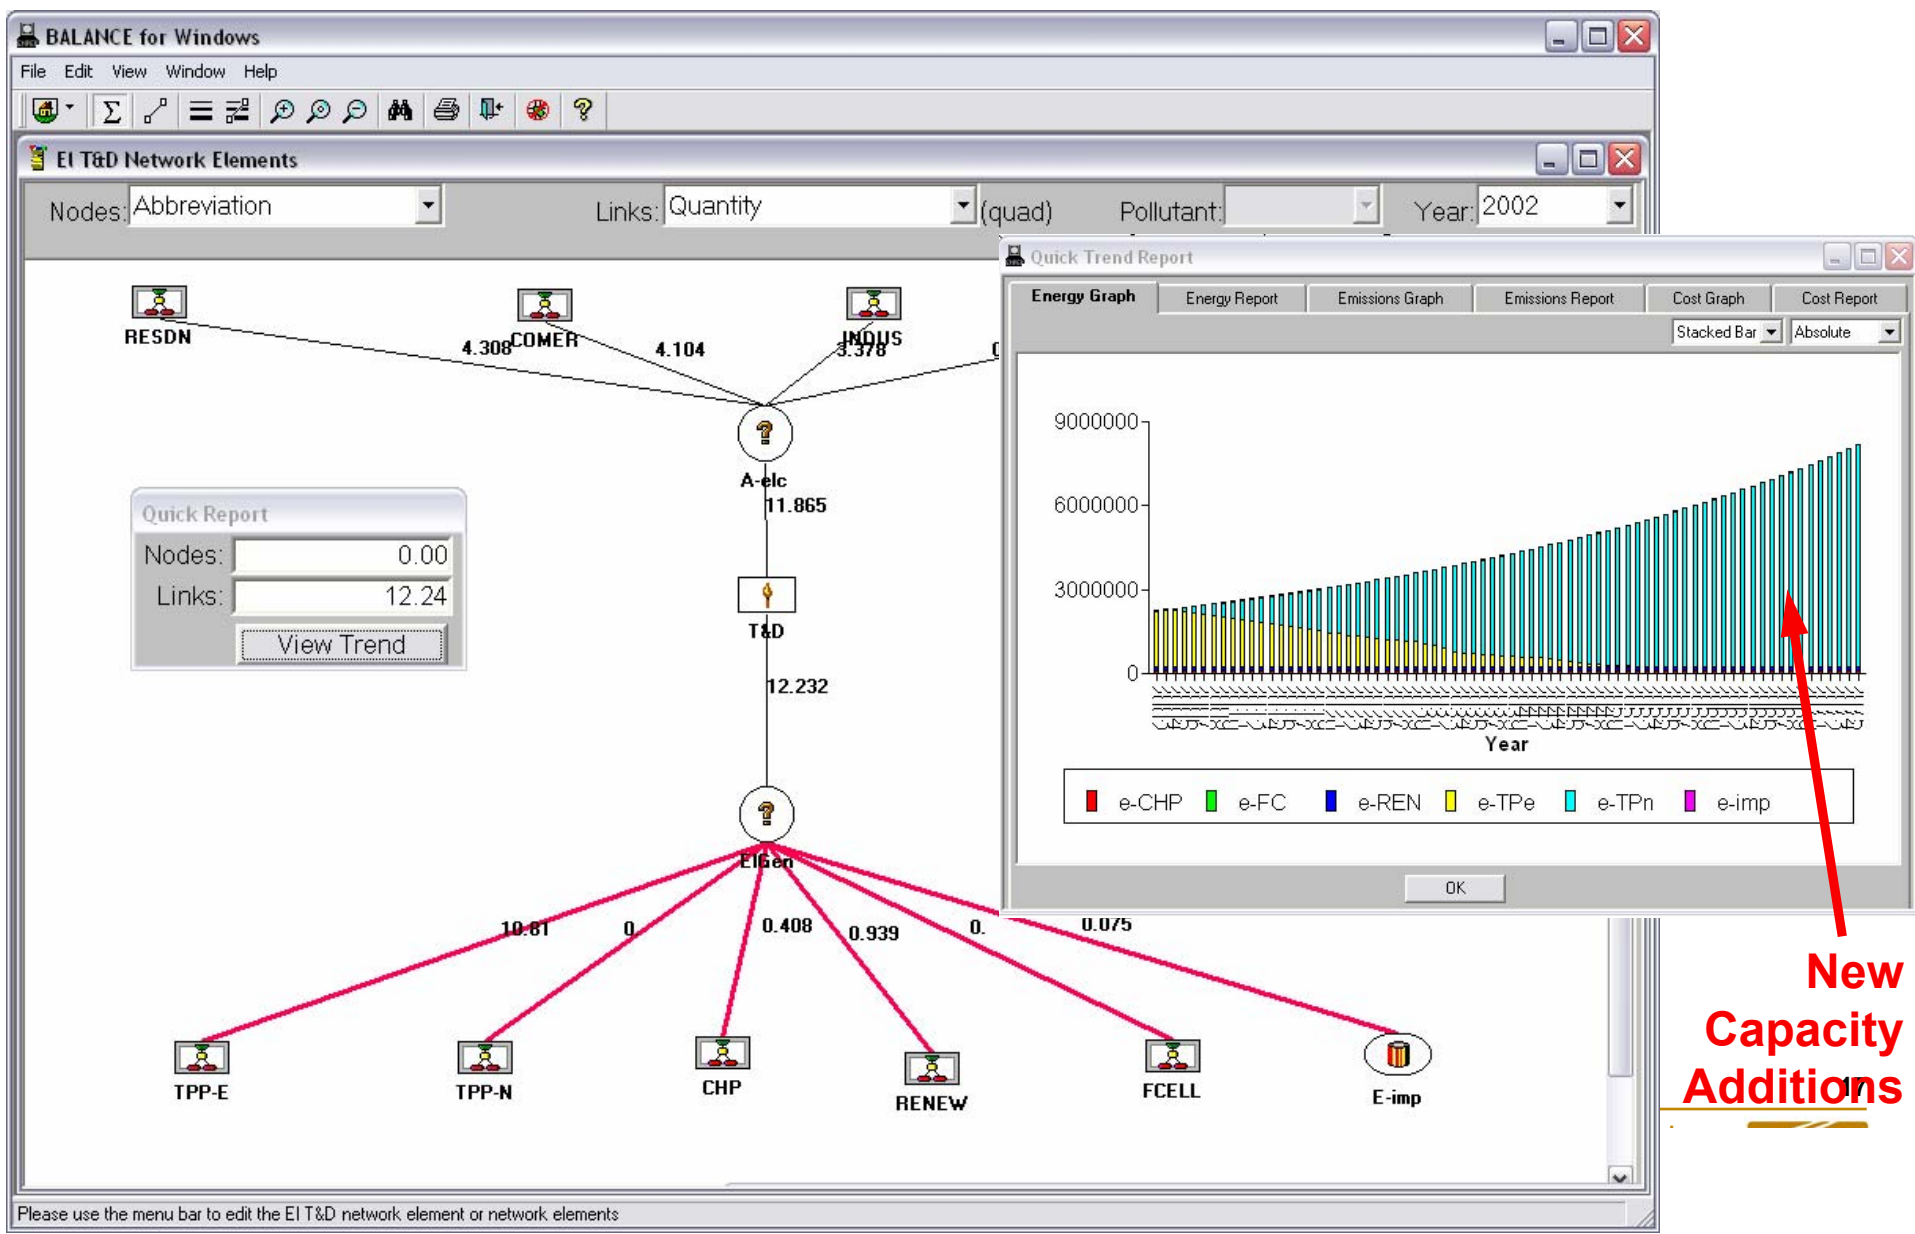 BALANCE for Windows
File Edit View Window Help
El T&D Network Elements
Nodes: Abbreviation Links: Quantity (quad) Pollutant: Year: 2002
RESDN
COMER
INDUS
4.308
4.104
3.378
A-elc
11.865
T&D
12.232
ElGen
10.81
0.
0.408
0.939
0.
0.075
TPP-E
TPP-N
CHP
RENEW
FCELL
E-imp
Quick Report
Nodes: 0.00
Links: 12.24
View Trend
Quick Trend Report
Energy Graph Energy Report Emissions Graph Emissions Report Cost Graph Cost Report
Stacked Bar Absolute
9000000
6000000
3000000
0
Year
e-CHP e-FC e-REN e-TPe e-TPn e-imp
OK
New
Capacity
Additions
17
Please use the menu bar to edit the El T&D network element or network elements